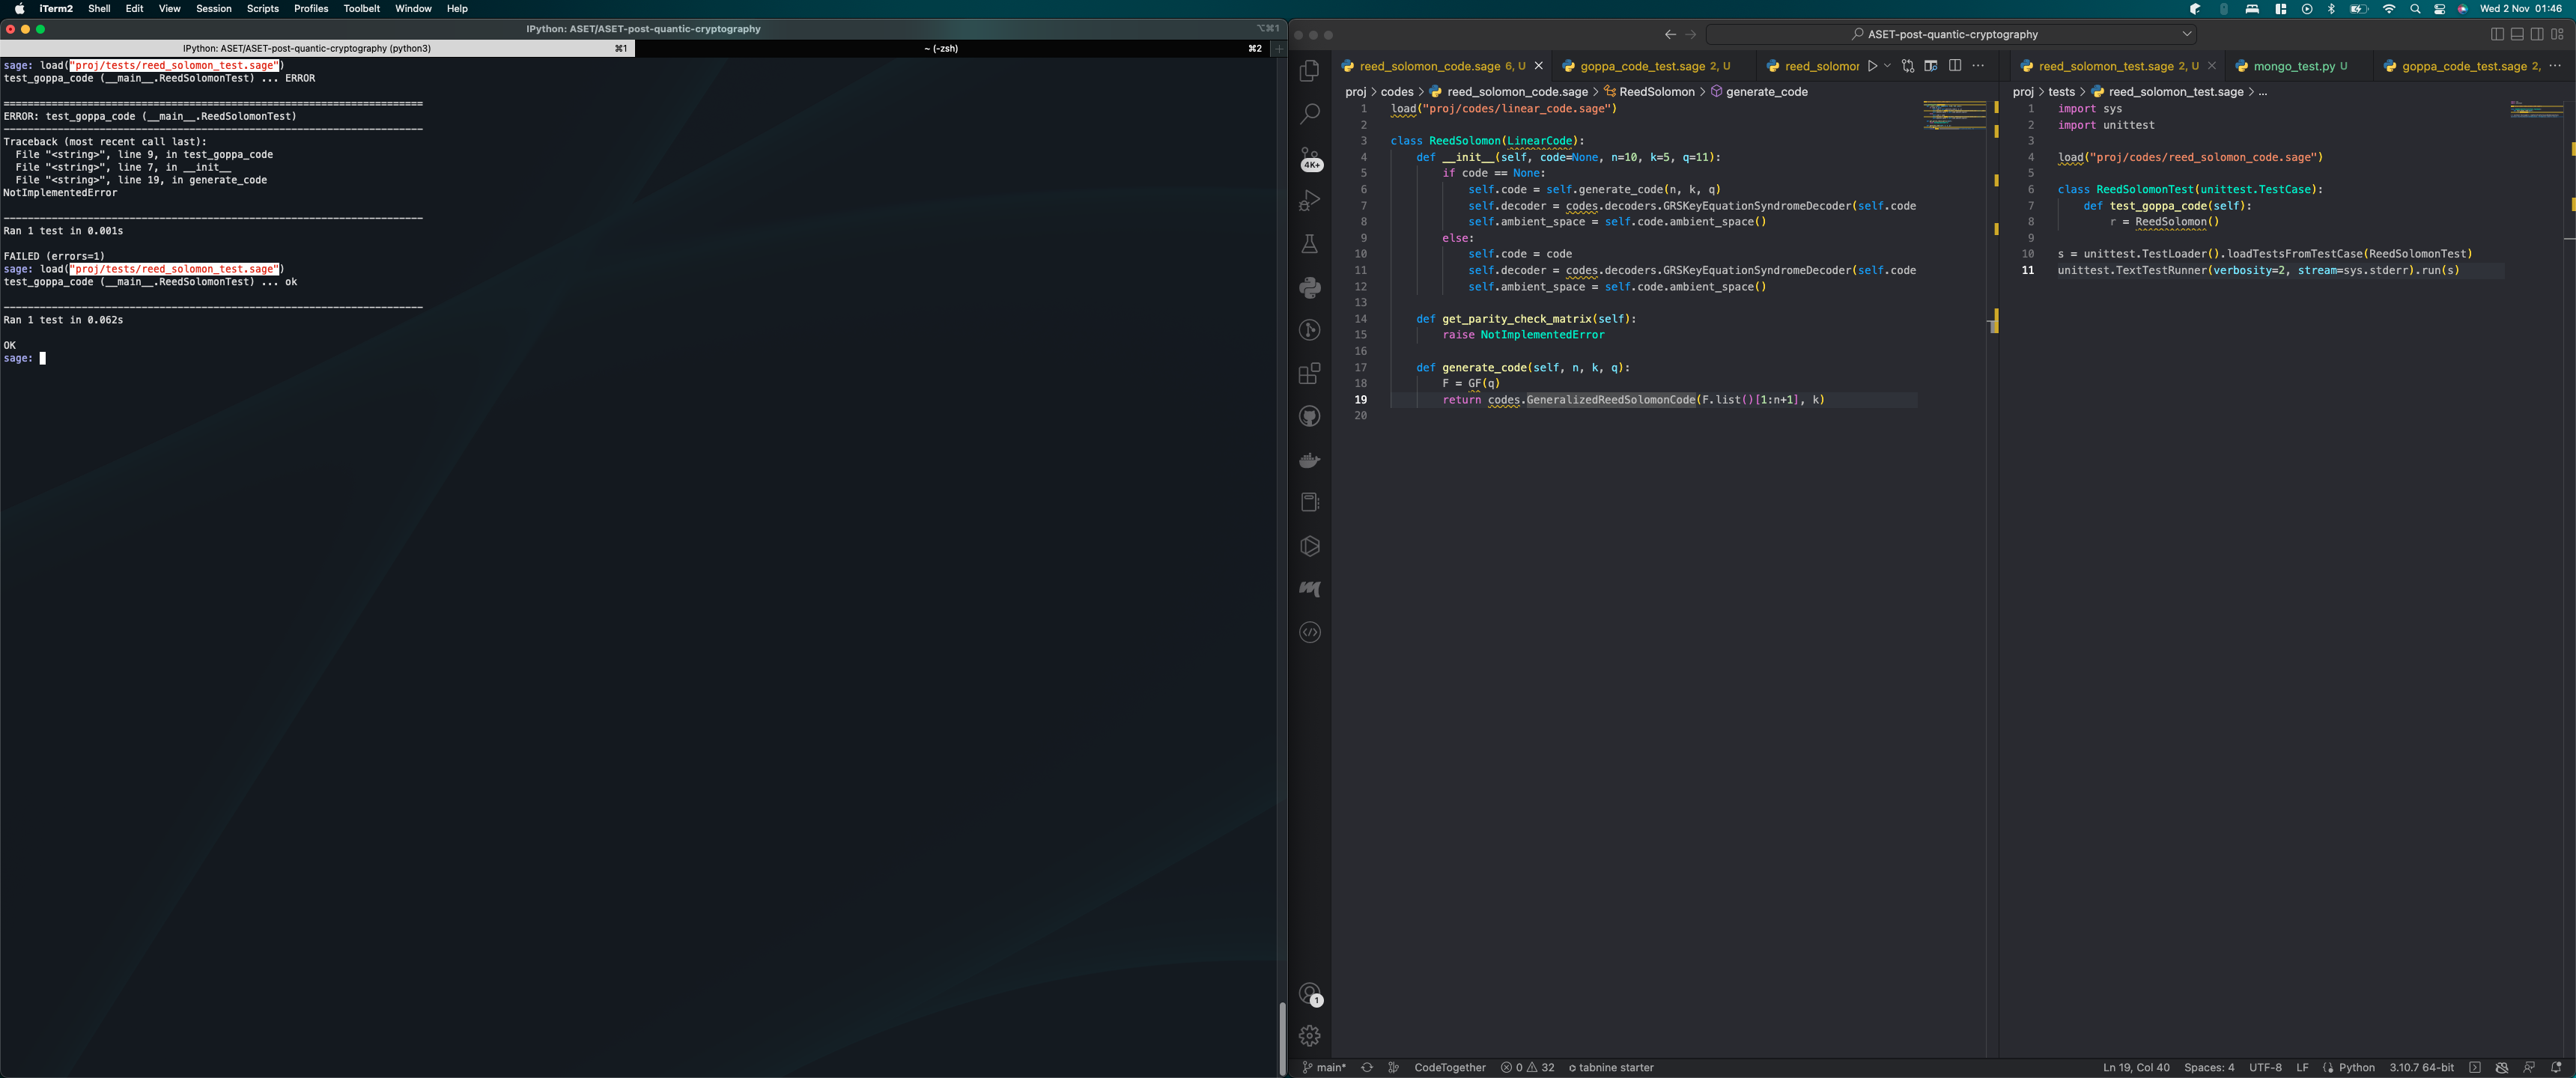 iTerm2 Shell Edit View Session Scripts Profiles Toolbelt Window Help
Wed 2 Nov 01:46
IPython: ASET/ASET-post-quantic-cryptography
⌥⌘1
IPython: ASET/ASET-post-quantic-cryptography (python3) ⌘1
~ (-zsh) ⌘2
sage: load("proj/tests/reed_solomon_test.sage")
test_goppa_code (__main__.ReedSolomonTest) ... ERROR
======================================================================
ERROR: test_goppa_code (__main__.ReedSolomonTest)
----------------------------------------------------------------------
Traceback (most recent call last):
File "<string>", line 9, in test_goppa_code
File "<string>", line 7, in __init__
File "<string>", line 19, in generate_code
NotImplementedError
----------------------------------------------------------------------
Ran 1 test in 0.001s
FAILED (errors=1)
sage: load("proj/tests/reed_solomon_test.sage")
test_goppa_code (__main__.ReedSolomonTest) ... ok
----------------------------------------------------------------------
Ran 1 test in 0.062s
OK
sage:
ASET-post-quantic-cryptography
reed_solomon_code.sage 6, U
goppa_code_test.sage 2, U
reed_solomor
proj > codes > reed_solomon_code.sage > ReedSolomon > generate_code
1 load("proj/codes/linear_code.sage")
2
3 class ReedSolomon(LinearCode):
4 def __init__(self, code=None, n=10, k=5, q=11):
5 if code == None:
6 self.code = self.generate_code(n, k, q)
7 self.decoder = codes.decoders.GRSKeyEquationSyndromeDecoder(self.code
8 self.ambient_space = self.code.ambient_space()
9 else:
10 self.code = code
11 self.decoder = codes.decoders.GRSKeyEquationSyndromeDecoder(self.code
12 self.ambient_space = self.code.ambient_space()
13
14 def get_parity_check_matrix(self):
15 raise NotImplementedError
16
17 def generate_code(self, n, k, q):
18 F = GF(q)
19 return codes.GeneralizedReedSolomonCode(F.list()[1:n+1], k)
20
reed_solomon_test.sage 2, U
mongo_test.py U
goppa_code_test.sage 2,
proj > tests > reed_solomon_test.sage > ...
1 import sys
2 import unittest
3
4 load("proj/codes/reed_solomon_code.sage")
5
6 class ReedSolomonTest(unittest.TestCase):
7 def test_goppa_code(self):
8 r = ReedSolomon()
9
10 s = unittest.TestLoader().loadTestsFromTestCase(ReedSolomonTest)
11 unittest.TextTestRunner(verbosity=2, stream=sys.stderr).run(s)
4K+
1
main* CodeTogether 0 32 tabnine starter
Ln 19, Col 40 Spaces: 4 UTF-8 LF Python 3.10.7 64-bit